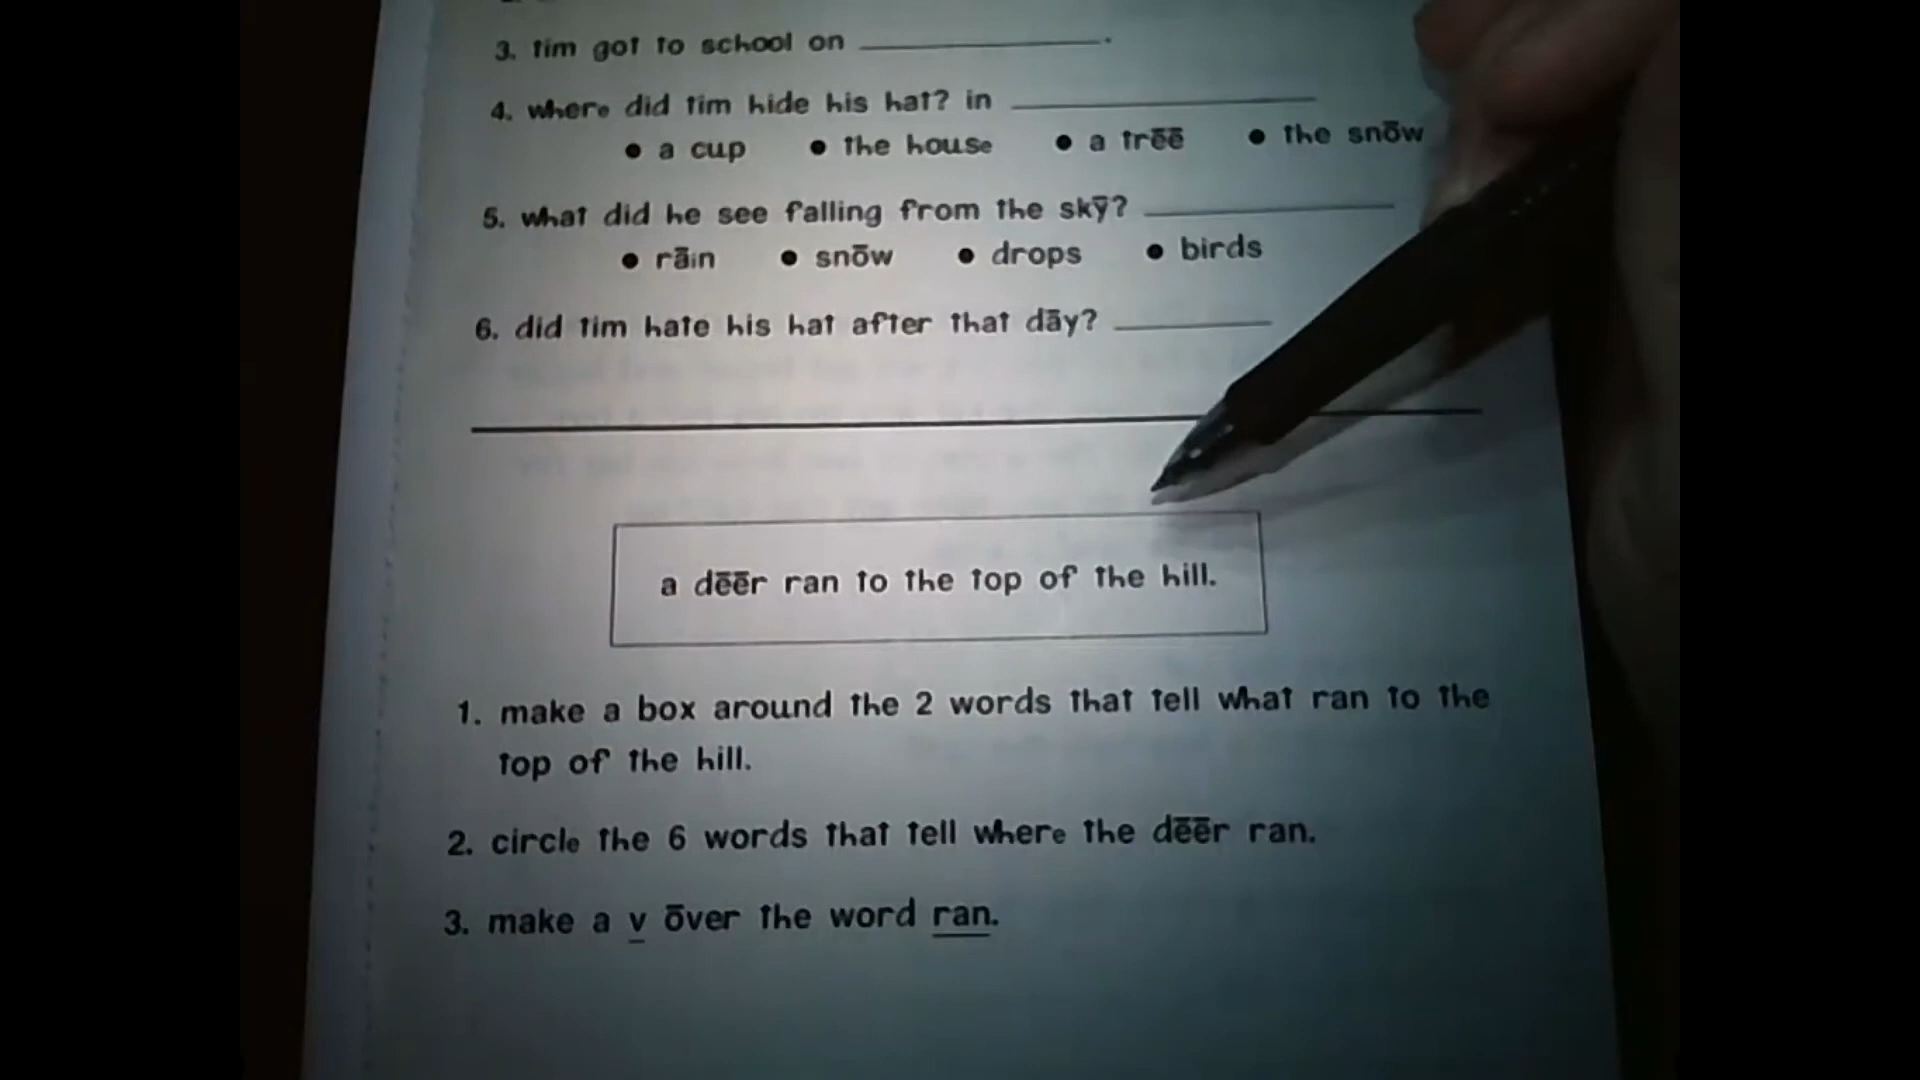 3. tim got to school on ____________.
4. where did tim hide his hat? in ____________
• a cup • the house • a trēē • the snōw
5. what did he see falling from the skȳ? ____________
• rāin • snōw • drops • birds
6. did tim hate his hat after that dāy? ________
a dēēr ran to the top of the hill.
1. make a box around the 2 words that tell what ran to the
top of the hill.
2. circle the 6 words that tell where the dēēr ran.
3. make a v ōver the word ran.